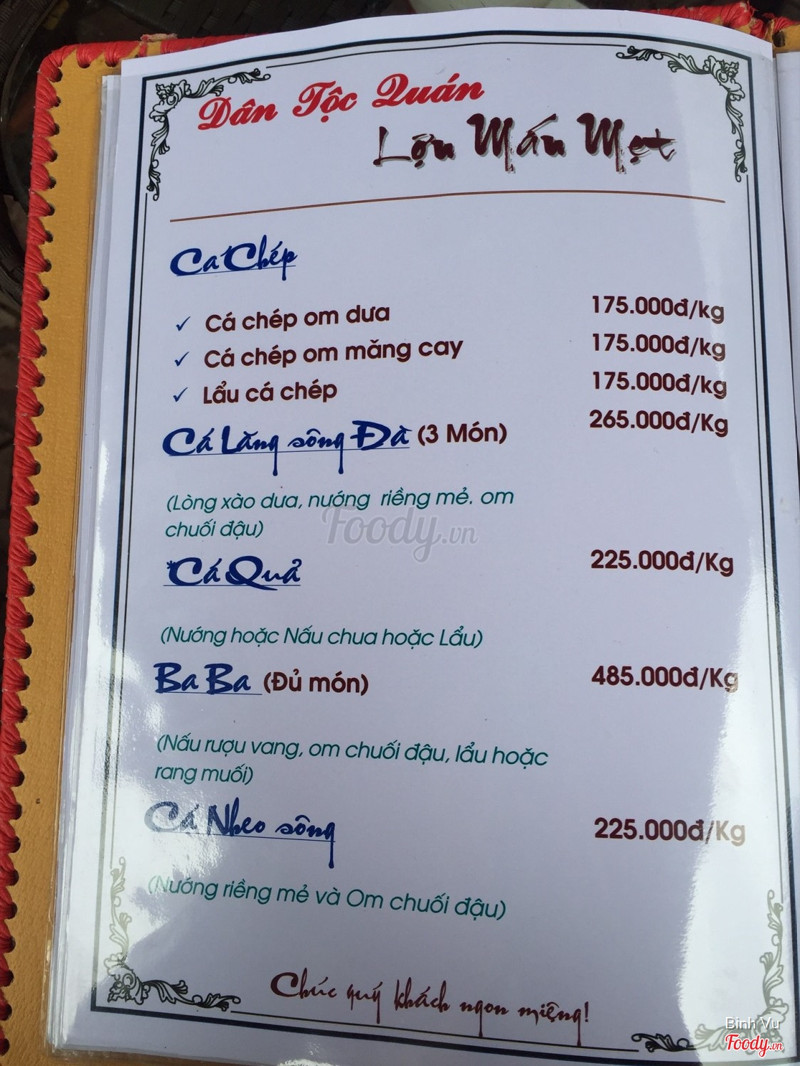 Dân Tộc Quán
Lợn Mán Mẹt
Cá Chép
✓ Cá chép om dưa 175.000đ/kg
✓ Cá chép om măng cay 175.000đ/kg
✓ Lẩu cá chép 175.000đ/kg
Cá Lăng sông Đà (3 Món) 265.000đ/Kg
(Lòng xào dưa, nướng riềng mẻ. om
chuối đậu)
Foody.vn
Cá Quả 225.000đ/Kg
(Nướng hoặc Nấu chua hoặc Lẩu)
Ba Ba (Đủ món) 485.000đ/Kg
(Nấu rượu vang, om chuối đậu, lẩu hoặc
rang muối)
Cá Nheo sông 225.000đ/Kg
(Nướng riềng mẻ và Om chuối đậu)
Chúc quý khách ngon miệng!
Binh Vu
Foody.vn